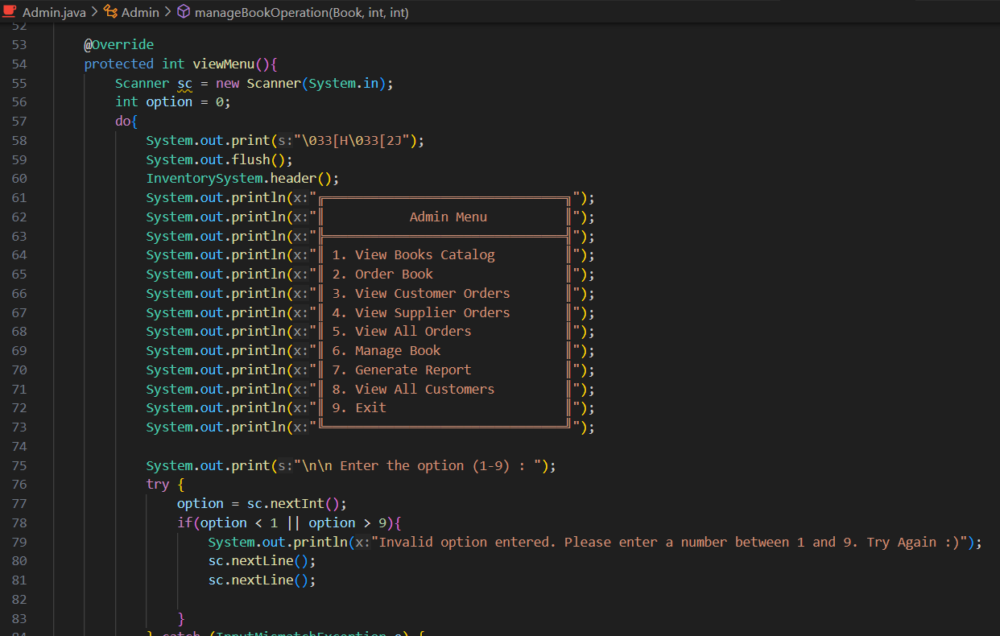 Admin.java > Admin > manageBookOperation(Book, int, int)
52
53 @Override
54 protected int viewMenu(){
55 Scanner sc = new Scanner(System.in);
56 int option = 0;
57 do{
58 System.out.print(s:"\033[H\033[2J");
59 System.out.flush();
60 InventorySystem.header();
61 System.out.println(x:"╔════════════════════════════════╗");
62 System.out.println(x:"║           Admin Menu          ║");
63 System.out.println(x:"╠════════════════════════════════╣");
64 System.out.println(x:"║ 1. View Books Catalog         ║");
65 System.out.println(x:"║ 2. Order Book                 ║");
66 System.out.println(x:"║ 3. View Customer Orders       ║");
67 System.out.println(x:"║ 4. View Supplier Orders       ║");
68 System.out.println(x:"║ 5. View All Orders            ║");
69 System.out.println(x:"║ 6. Manage Book                ║");
70 System.out.println(x:"║ 7. Generate Report            ║");
71 System.out.println(x:"║ 8. View All Customers         ║");
72 System.out.println(x:"║ 9. Exit                       ║");
73 System.out.println(x:"╚════════════════════════════════╝");
74
75 System.out.print(s:"\n\n Enter the option (1-9) : ");
76 try {
77 option = sc.nextInt();
78 if(option < 1 || option > 9){
79 System.out.println(x:"Invalid option entered. Please enter a number between 1 and 9. Try Again :)");
80 sc.nextLine();
81 sc.nextLine();
82
83 }
84 } catch (InputMismatchException e) {